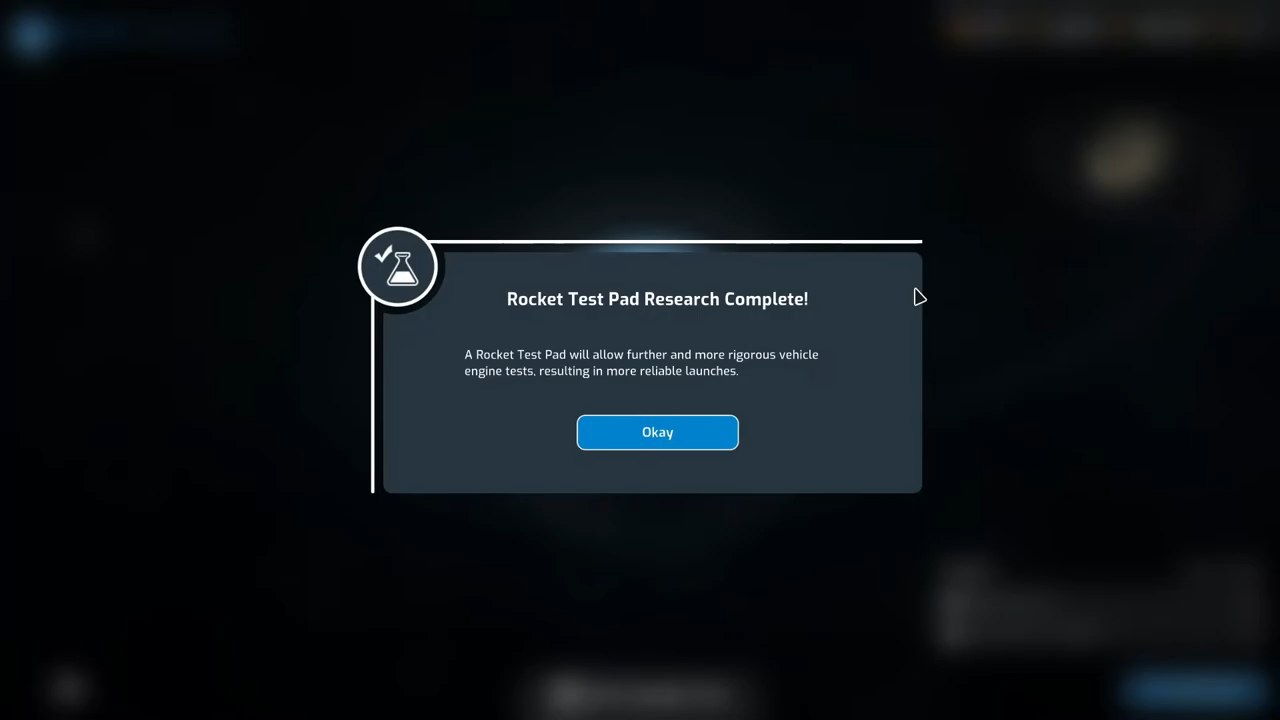 Rocket Test Pad Research Complete!
A Rocket Test Pad will allow further and more rigorous vehicle
engine tests, resulting in more reliable launches.
Okay